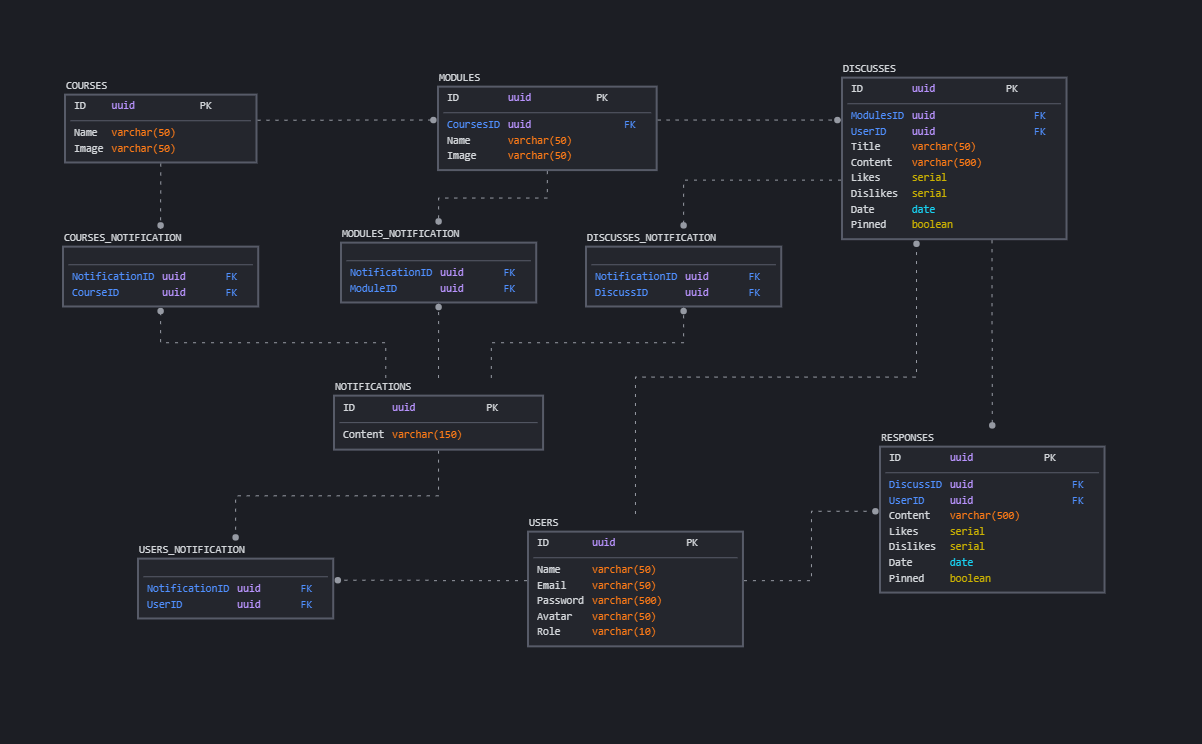 COURSES
ID uuid PK
Name varchar(50)
Image varchar(50)
MODULES
ID uuid PK
CoursesID uuid FK
Name varchar(50)
Image varchar(50)
DISCUSSES
ID uuid PK
ModulesID uuid FK
UserID uuid FK
Title varchar(50)
Content varchar(500)
Likes serial
Dislikes serial
Date date
Pinned boolean
COURSES_NOTIFICATION
NotificationID uuid FK
CourseID uuid FK
MODULES_NOTIFICATION
NotificationID uuid FK
ModuleID uuid FK
DISCUSSES_NOTIFICATION
NotificationID uuid FK
DiscussID uuid FK
NOTIFICATIONS
ID uuid PK
Content varchar(150)
RESPONSES
ID uuid PK
DiscussID uuid FK
UserID uuid FK
Content varchar(500)
Likes serial
Dislikes serial
Date date
Pinned boolean
USERS_NOTIFICATION
NotificationID uuid FK
UserID uuid FK
USERS
ID uuid PK
Name varchar(50)
Email varchar(50)
Password varchar(500)
Avatar varchar(50)
Role varchar(10)